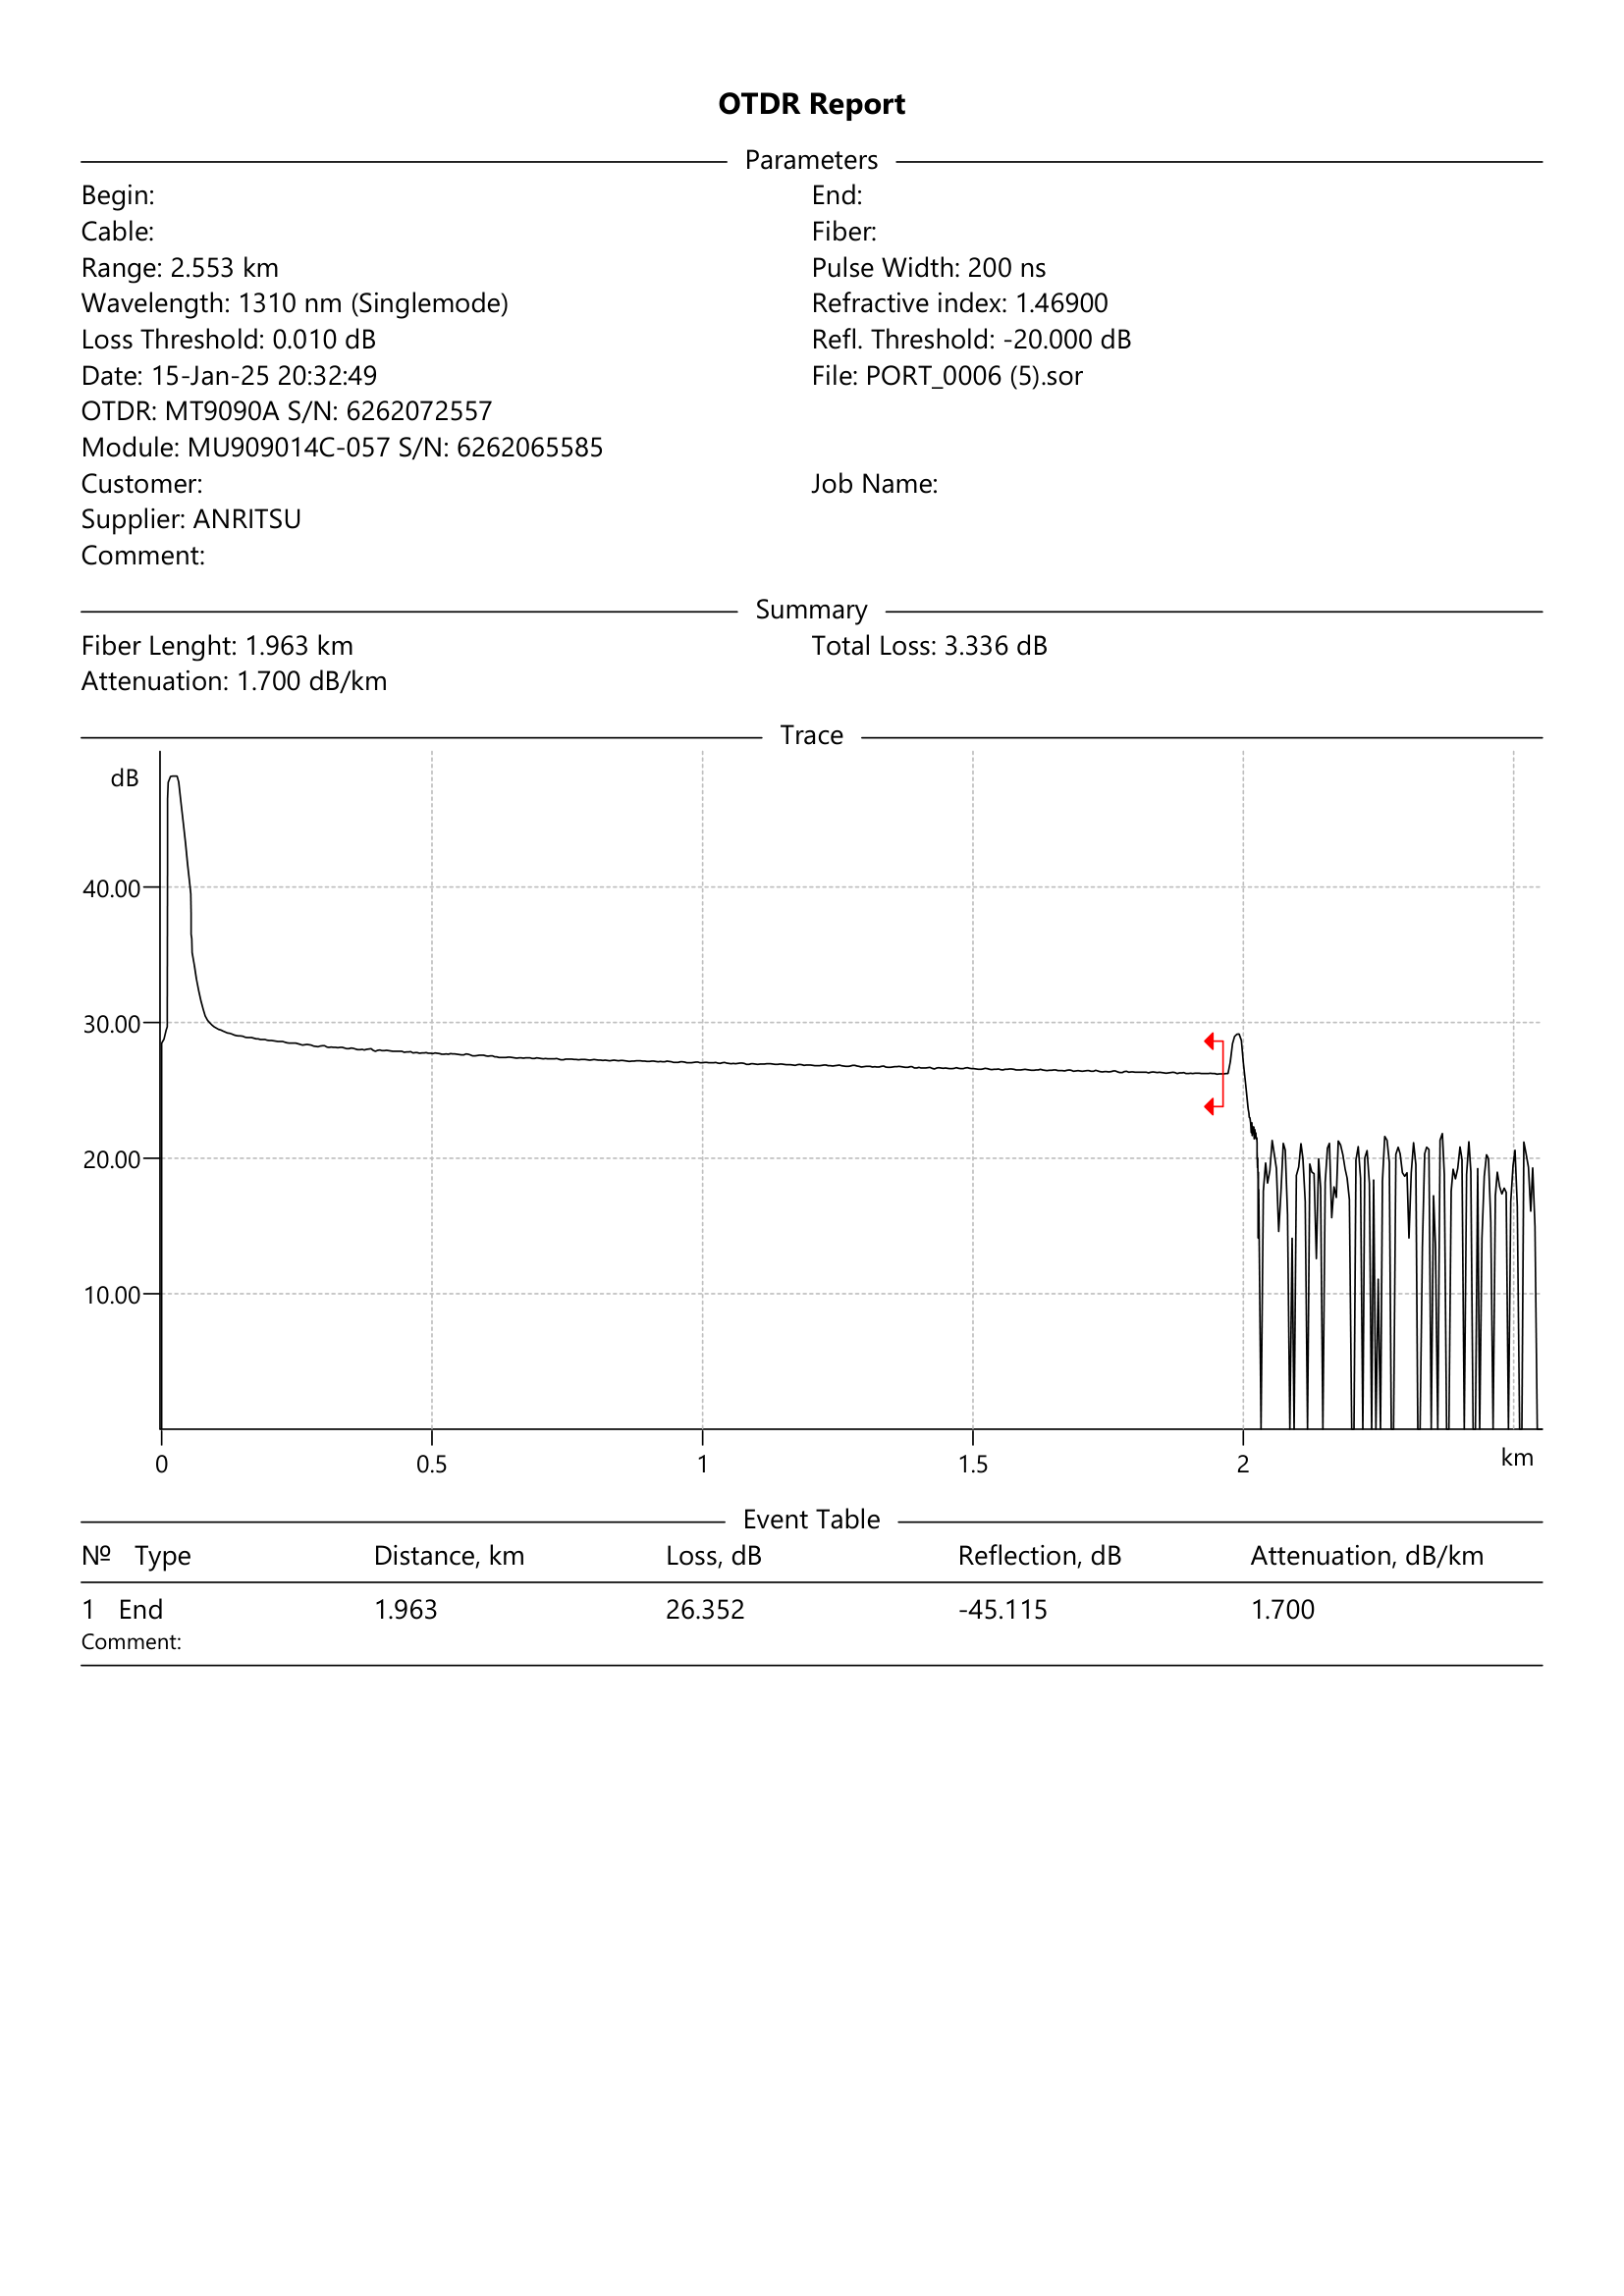 OTDR Report
Parameters
Begin: End:
Cable: Fiber:
Range: 2.553 km Pulse Width: 200 ns
Wavelength: 1310 nm (Singlemode) Refractive index: 1.46900
Loss Threshold: 0.010 dB Refl. Threshold: -20.000 dB
Date: 15-Jan-25 20:32:49 File: PORT_0006 (5).sor
OTDR: MT9090A S/N: 6262072557
Module: MU909014C-057 S/N: 6262065585
Customer: Job Name:
Supplier: ANRITSU
Comment:
Summary
Fiber Lenght: 1.963 km Total Loss: 3.336 dB
Attenuation: 1.700 dB/km
Trace
dB
40.00
30.00
20.00
10.00
0 0.5 1 1.5 2 km
Event Table
Nº Type Distance, km Loss, dB Reflection, dB Attenuation, dB/km
1 End 1.963 26.352 -45.115 1.700
Comment: